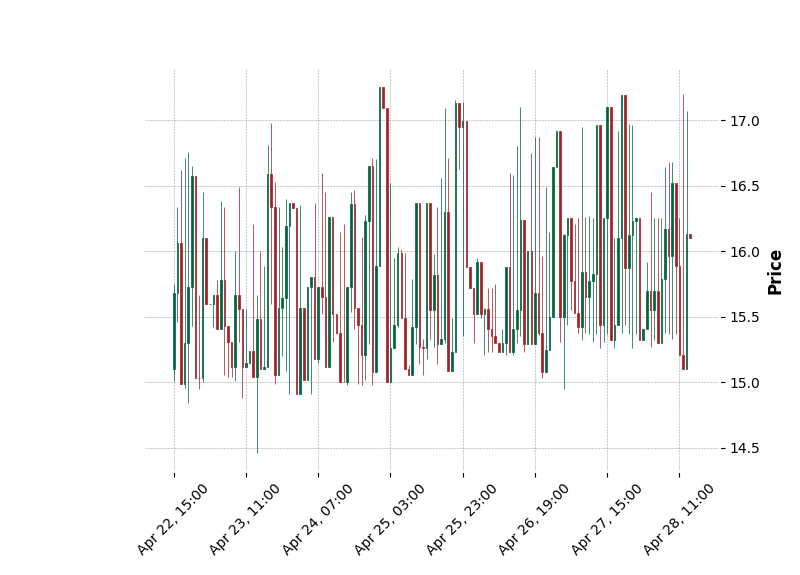 17.0
16.5
16.0
15.5
15.0
14.5
Price
Apr 22, 15:00
Apr 23, 11:00
Apr 24, 07:00
Apr 25, 03:00
Apr 25, 23:00
Apr 26, 19:00
Apr 27, 15:00
Apr 28, 11:00